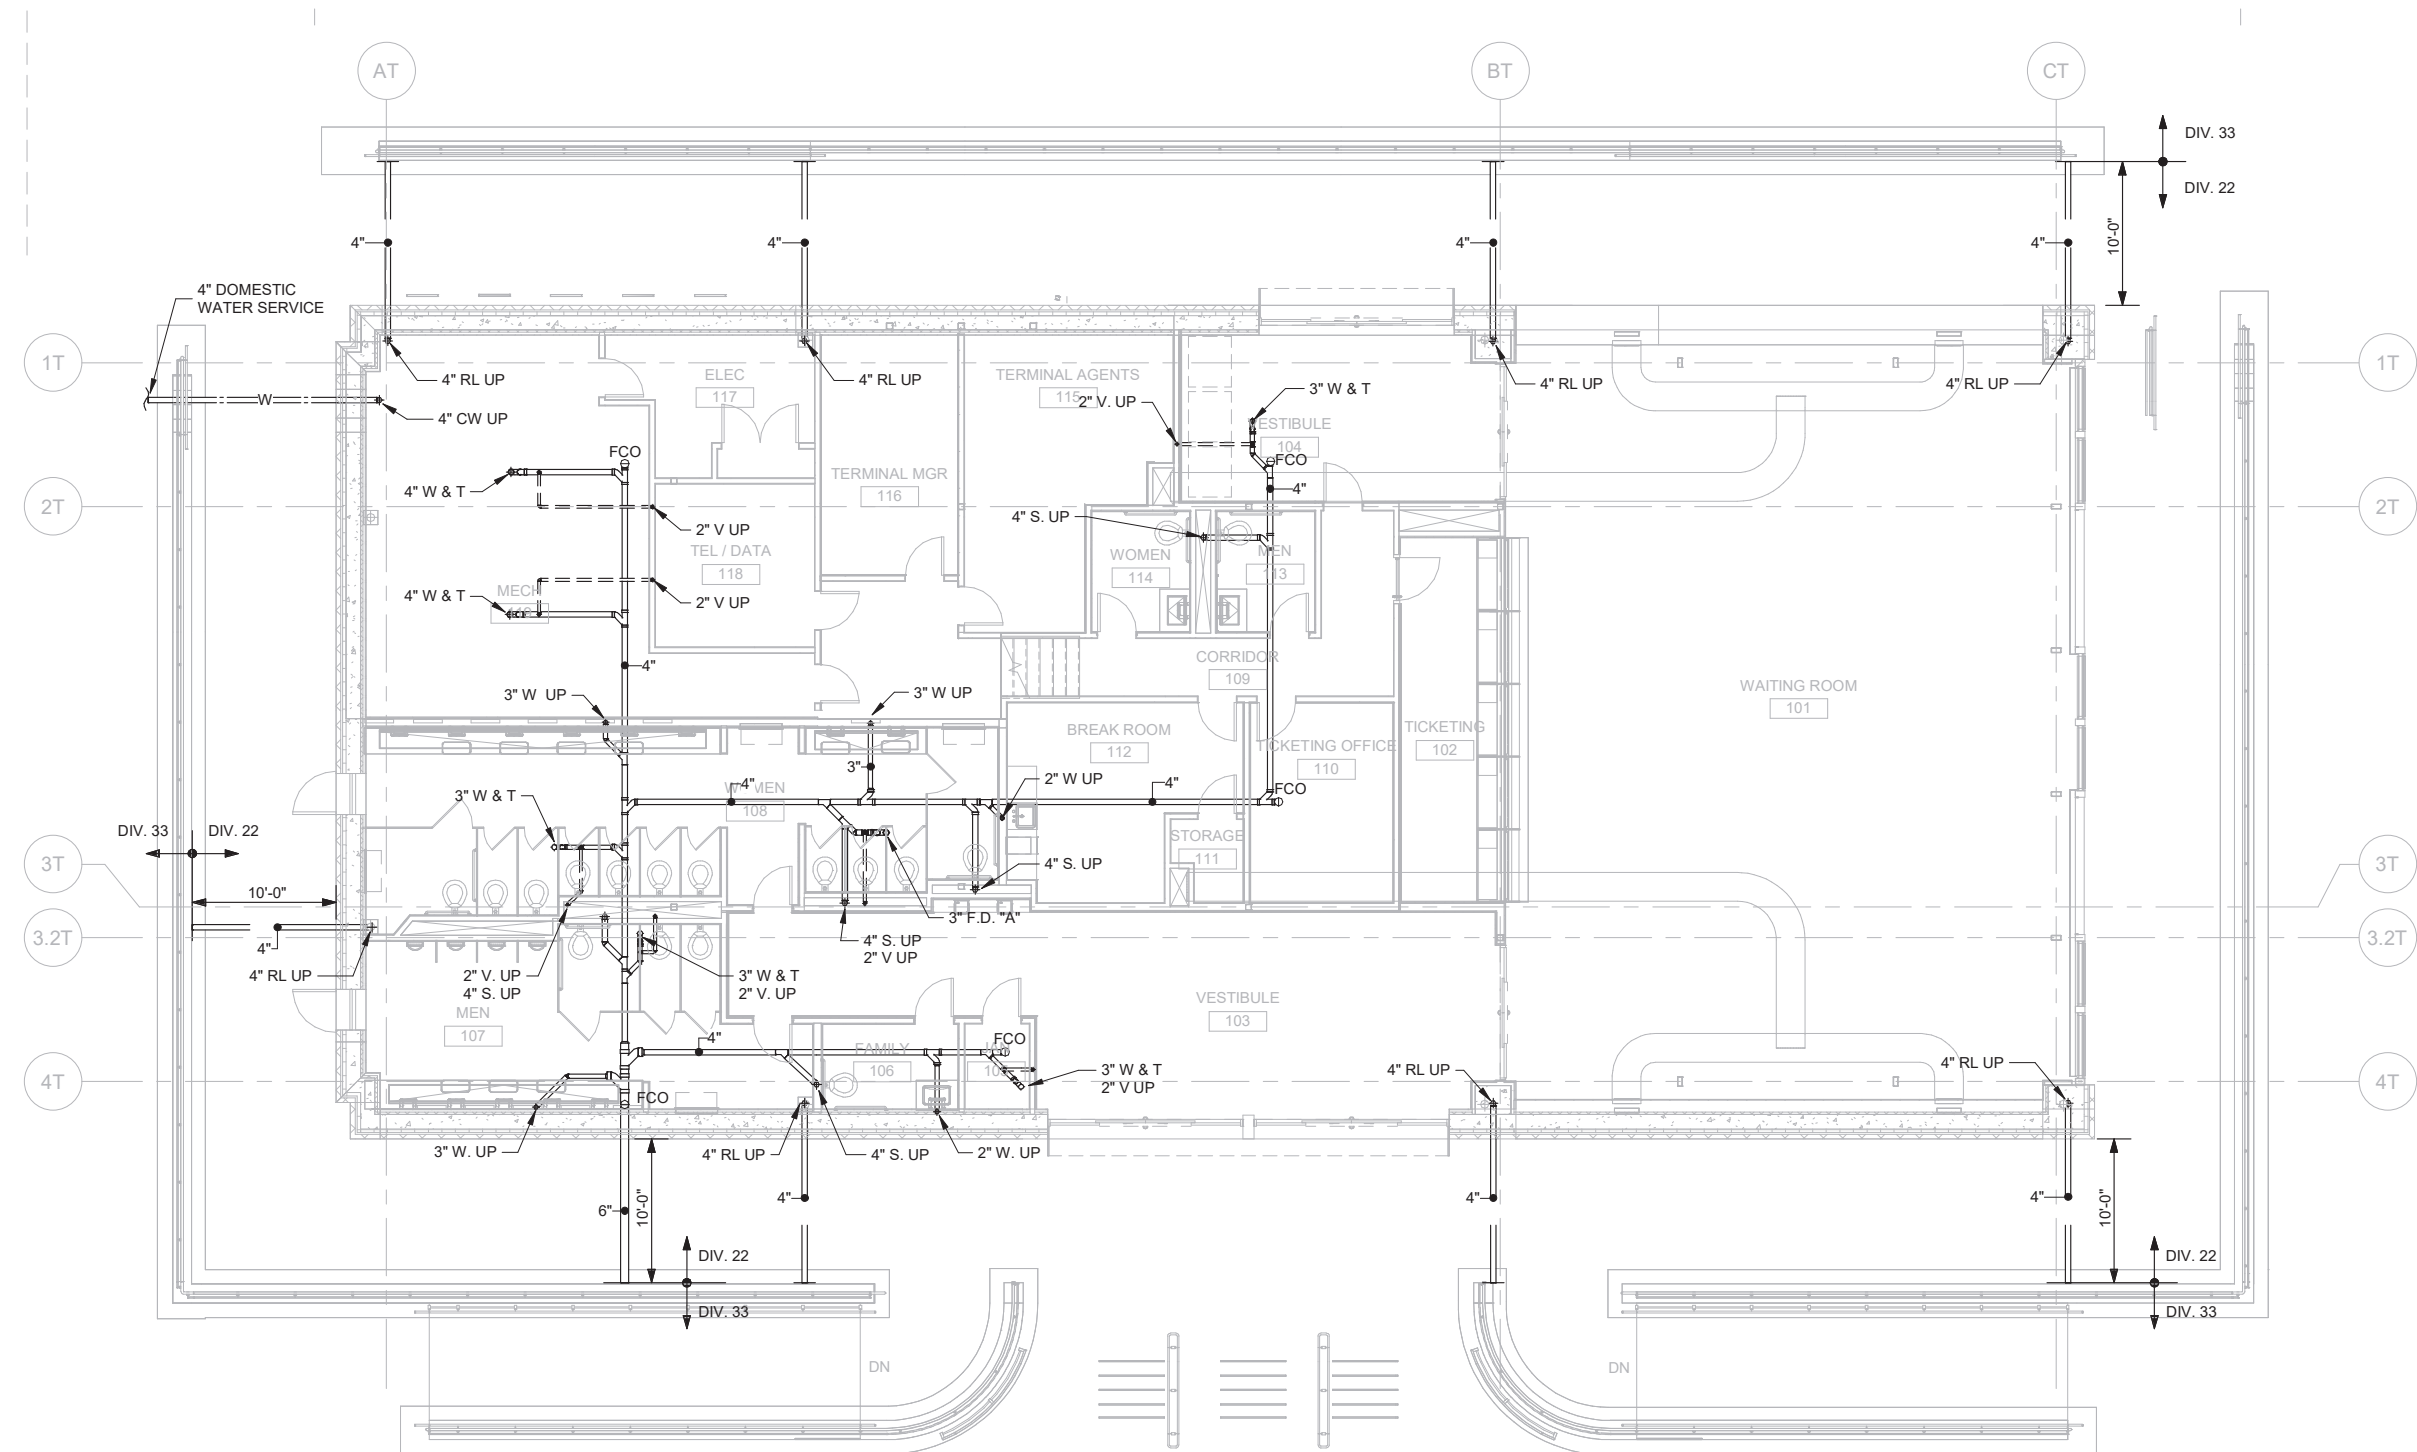 AT
BT
CT
DIV. 33
DIV. 22
10'-0"
4"
4"
4"
4"
4" DOMESTIC
WATER SERVICE
1T
1T
4" RL UP
4" RL UP
4" RL UP
4" RL UP
ELEC
117
TERMINAL AGENTS
115
2" V. UP
3" W & T
VESTIBULE
104
W
4" CW UP
FCO
FCO
4" W & T
TERMINAL MGR
116
4"
2T
2T
2" V UP
4" S. UP
TEL / DATA
118
WOMEN
114
MEN
113
4" W & T
MECH
2" V UP
4"
CORRIDOR
109
3" W UP
3" W UP
WAITING ROOM
101
BREAK ROOM
112
TICKETING OFFICE
110
TICKETING
102
3"
2" W UP
4"
4"
FCO
WOMEN
108
3" W & T
DIV. 33
DIV. 22
STORAGE
111
3T
3T
4" S. UP
10'-0"
3" F.D. "A"
3.2T
3.2T
4"
4" S. UP
2" V UP
4" RL UP
2" V. UP
4" S. UP
3" W & T
2" V. UP
MEN
107
VESTIBULE
103
4"
FCO
FAMILY
106
JAN
4T
4T
3" W & T
2" V UP
4" RL UP
4" RL UP
FCO
3" W. UP
4" RL UP
4" S. UP
2" W. UP
6"
10'-0"
4"
4"
4"
10'-0"
DIV. 22
DIV. 33
DIV. 22
DIV. 33
DN
DN